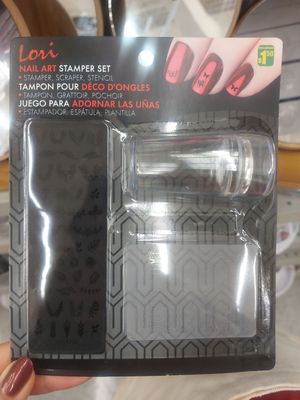 Lori
NAIL ART STAMPER SET
• STAMPER, SCRAPER, STENCIL
TAMPON POUR DÉCO D'ONGLES
• TAMPON, GRATTOIR, POCHOIR
JUEGO PARA ADORNAR LAS UÑAS
• ESTAMPADOR, ESPÁTULA, PLANTILLA
$1.50